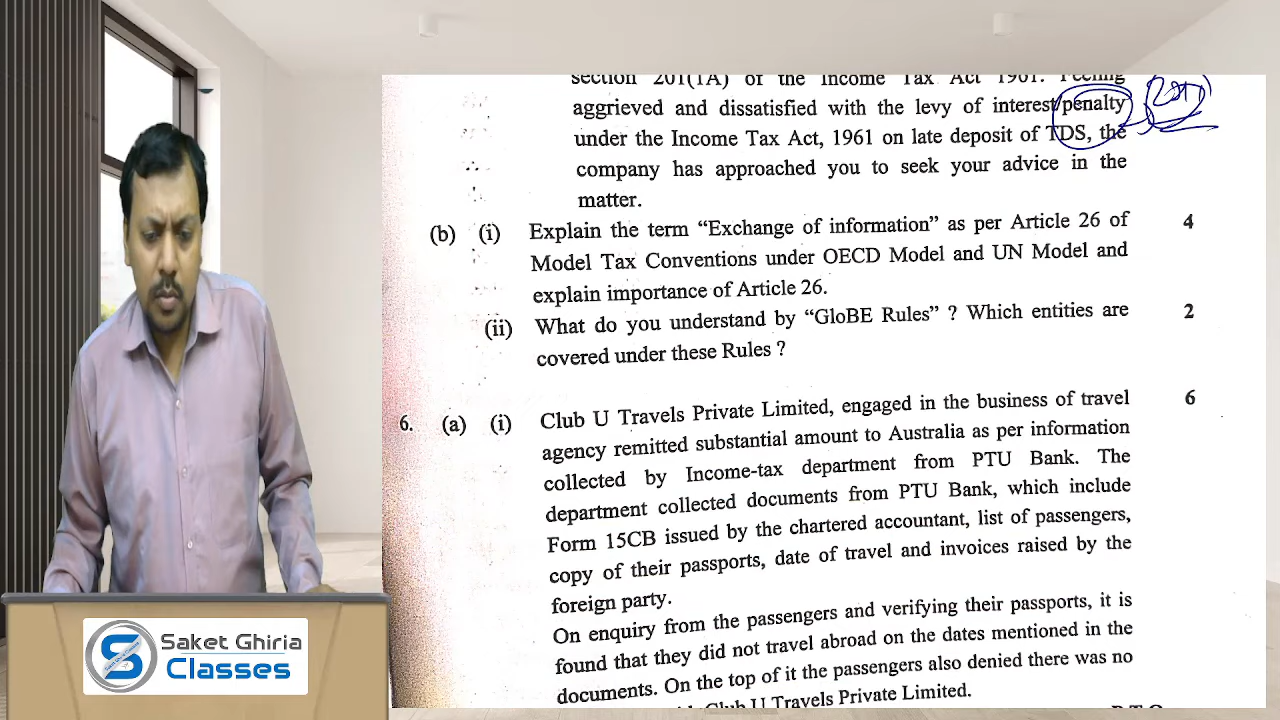 section 201(1A) of the Income Tax Act 1961. Feeling
aggrieved and dissatisfied with the levy of interest/penalty
under the Income Tax Act, 1961 on late deposit of TDS, the
company has approached you to seek your advice in the
matter.
(b) (i) Explain the term “Exchange of information” as per Article 26 of 4
Model Tax Conventions under OECD Model and UN Model and
explain importance of Article 26.
(ii) What do you understand by “GloBE Rules” ? Which entities are 2
covered under these Rules ?
6. (a) (i) Club U Travels Private Limited, engaged in the business of travel 6
agency remitted substantial amount to Australia as per information
collected by Income-tax department from PTU Bank. The
department collected documents from PTU Bank, which include
Form 15CB issued by the chartered accountant, list of passengers,
copy of their passports, date of travel and invoices raised by the
foreign party.
On enquiry from the passengers and verifying their passports, it is
found that they did not travel abroad on the dates mentioned in the
documents. On the top of it the passengers also denied there was no
Club U Travels Private Limited.
P.T.O.
Saket Ghiria
Classes